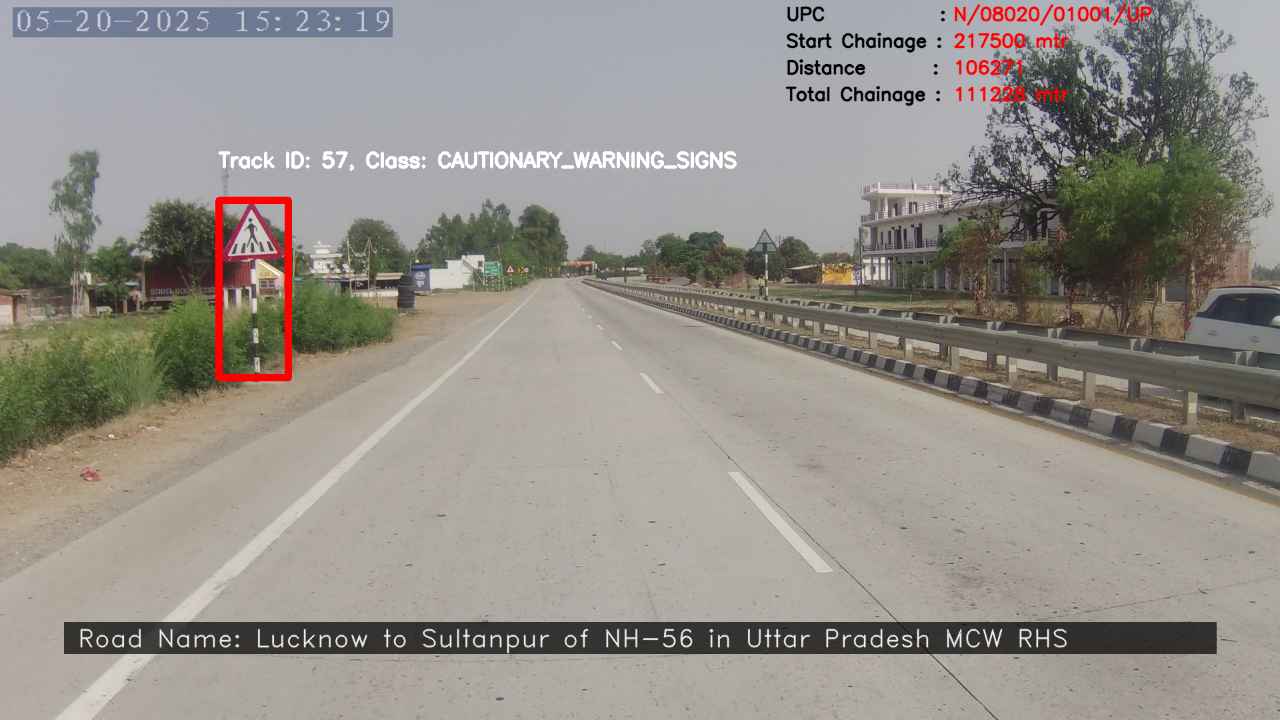 05-20-2025 15:23:19
UPC : N/08020/01001/UP
Start Chainage : 217500 mtr
Distance : 106271
Total Chainage : 111228 mtr
Track ID: 57, Class: CAUTIONARY_WARNING_SIGNS
Road Name: Lucknow to Sultanpur of NH-56 in Uttar Pradesh MCW RHS